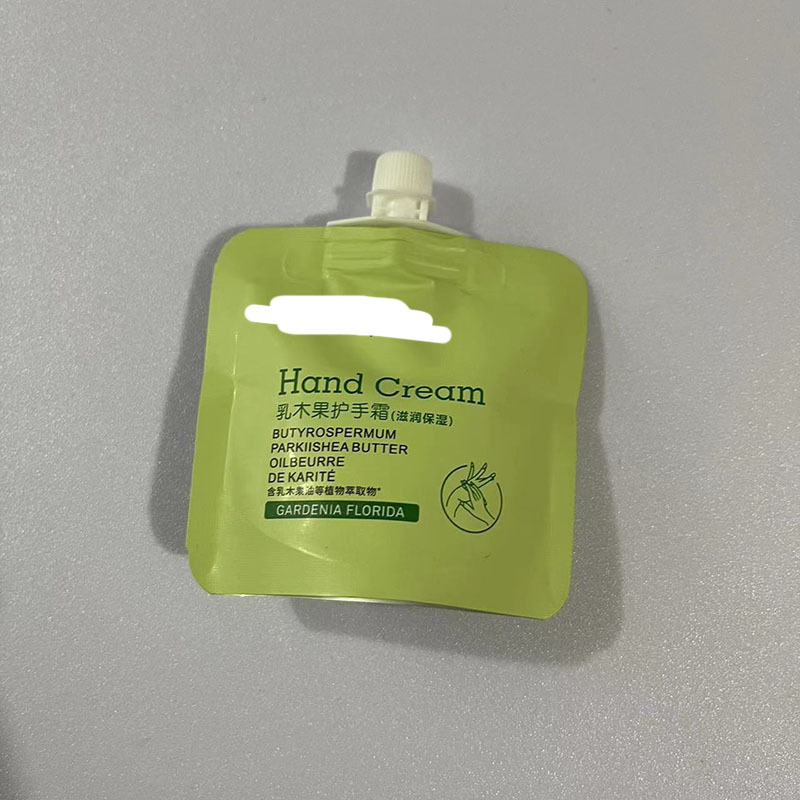 Hand Cream
乳木果护手霜(滋润保湿)
BUTYROSPERMUM
PARKIISHEA BUTTER
OILBEURRE
DE KARITÉ
含乳木果油等植物萃取物*
GARDENIA FLORIDA